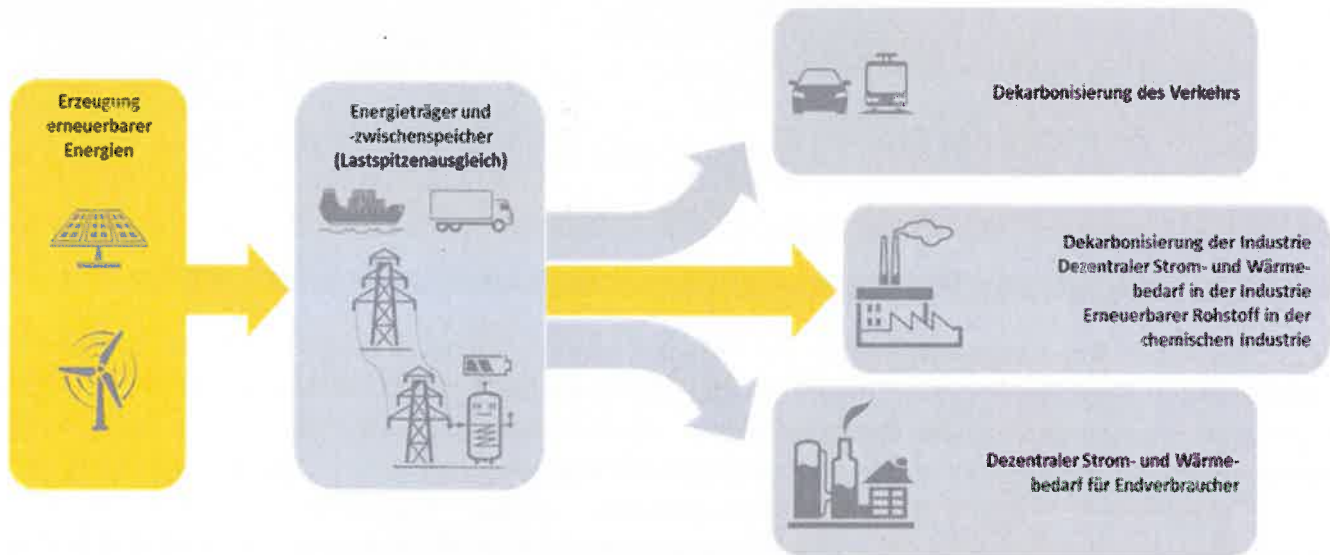 Erzeugung
erneuerbarer
Energien
Energieträger und
-zwischenspeicher
(Lastspitzenausgleich)
Dekarbonisierung des Verkehrs
Dekarbonisierung der Industrie
Dezentraler Strom- und Wärme-
bedarf in der Industrie
Erneuerbarer Rohstoff in der
chemischen Industrie
Dezentraler Strom- und Wärme-
bedarf für Endverbraucher